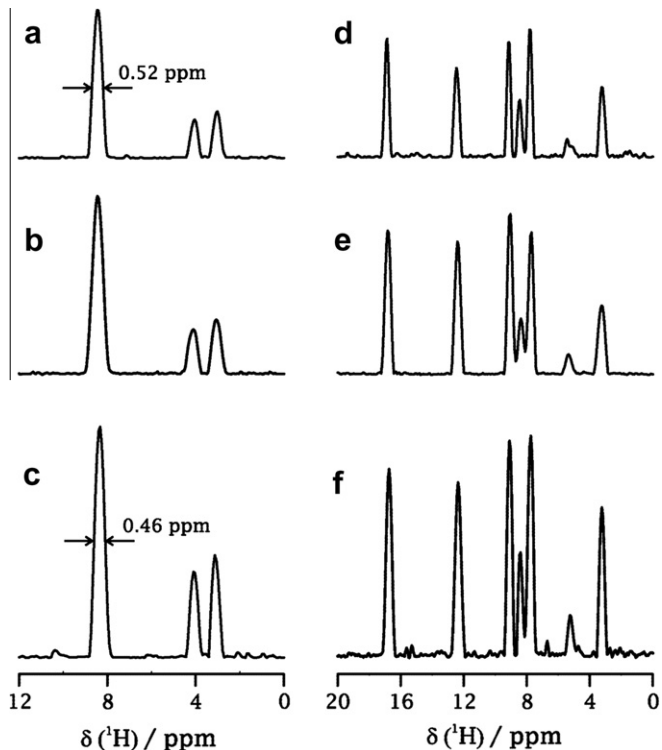 a
0.52 ppm
b
c
0.46 ppm
12 8 4 0
δ (¹H) / ppm
d
e
f
20 16 12 8 4 0
δ (¹H) / ppm